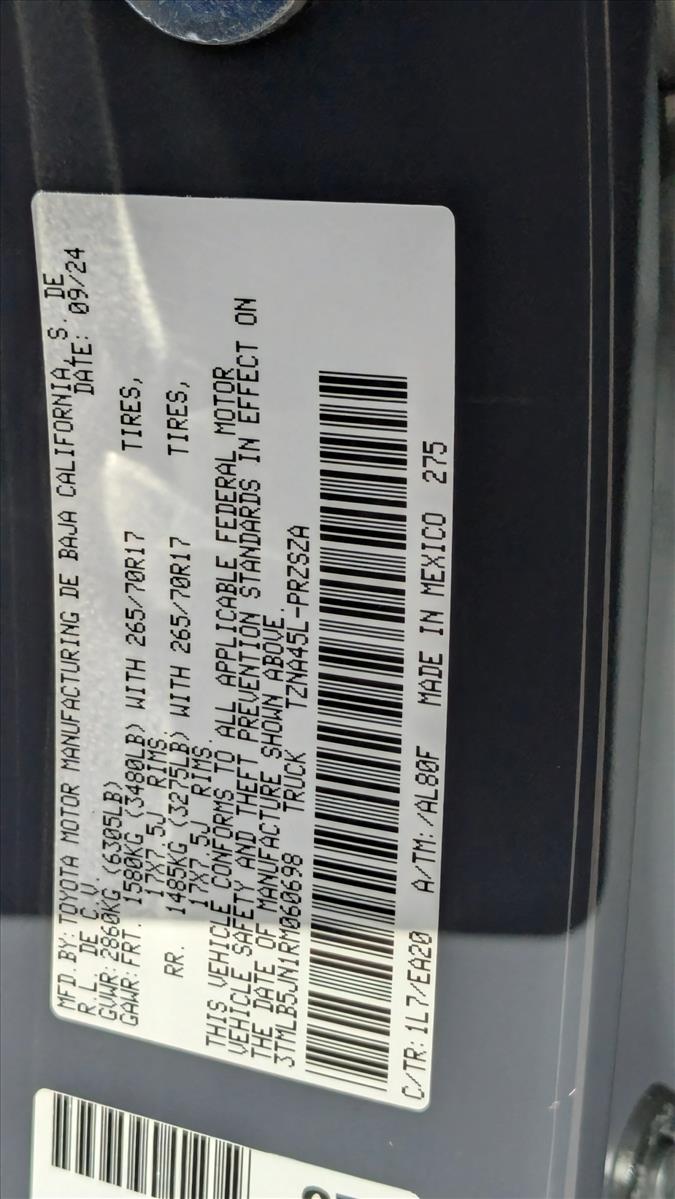 MFD.BY:TOYOTA MOTOR MANUFACTURING DE BAJA CALIFORNIA, S. DE
R.L. DE C.V. DATE: 09/24
GVWR:2860KG (6305LB)
GAWR:FRT. 1580KG (3480LB) WITH 265/70R17 TIRES,
17X7.5J RIMS.
RR. 1485KG (3275LB) WITH 265/70R17 TIRES,
17X7.5J RIMS.
THIS VEHICLE CONFORMS TO ALL APPLICABLE FEDERAL MOTOR
VEHICLE SAFETY AND THEFT PREVENTION STANDARDS IN EFFECT ON
THE DATE OF MANUFACTURE SHOWN ABOVE.
3TMLB5JN1RM060698 TRUCK TZNA45L-PRZSZA
C/TR:1L7/EA20 A/TM:/AL80F MADE IN MEXICO 275